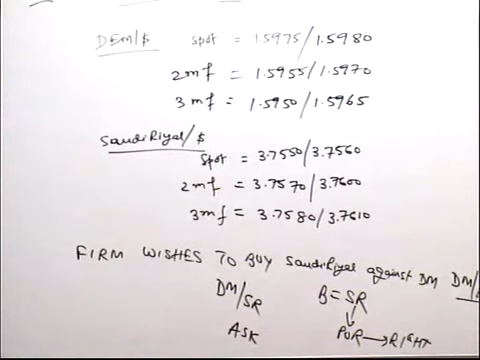 DEM/$ spot = 1.5975/1.5980
2mf = 1.5955/1.5970
3mf = 1.5950/1.5965
Saudi Riyal/$
spot = 3.7550/3.7560
2mf = 3.7570/3.7600
3mf = 3.7580/3.7610
FIRM WISHES TO BUY Saudi Riyal against DM DM/
DM/SR B = SR
ASK PUR → RIGHT